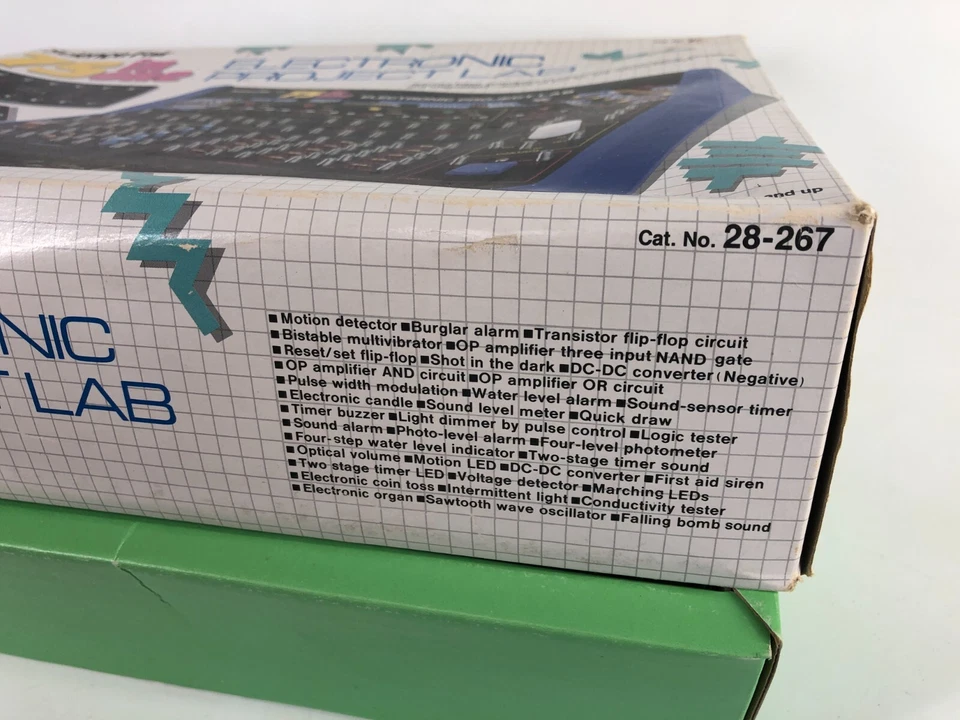 ELECTRONIC
PROJECT LAB
and up
Cat. No. 28-267
NIC
T LAB
■Motion detector ■Burglar alarm ■Transistor flip-flop circuit
■Bistable multivibrator ■OP amplifier three input NAND gate
■Reset/set flip-flop ■Shot in the dark ■DC-DC converter (Negative)
■OP amplifier AND circuit ■OP amplifier OR circuit
■Pulse width modulation ■Water level alarm ■Sound-sensor timer
■Electronic candle ■Sound level meter ■Quick draw
■Timer buzzer ■Light dimmer by pulse control ■Logic tester
■Sound alarm ■Photo-level alarm ■Four-level photometer
■Four-step water level indicator ■Two-stage timer sound
■Optical volume ■Motion LED ■DC-DC converter ■First aid siren
■Two stage timer LED ■Voltage detector ■Marching LEDs
■Electronic coin toss ■Intermittent light ■Conductivity tester
■Electronic organ ■Sawtooth wave oscillator ■Falling bomb sound